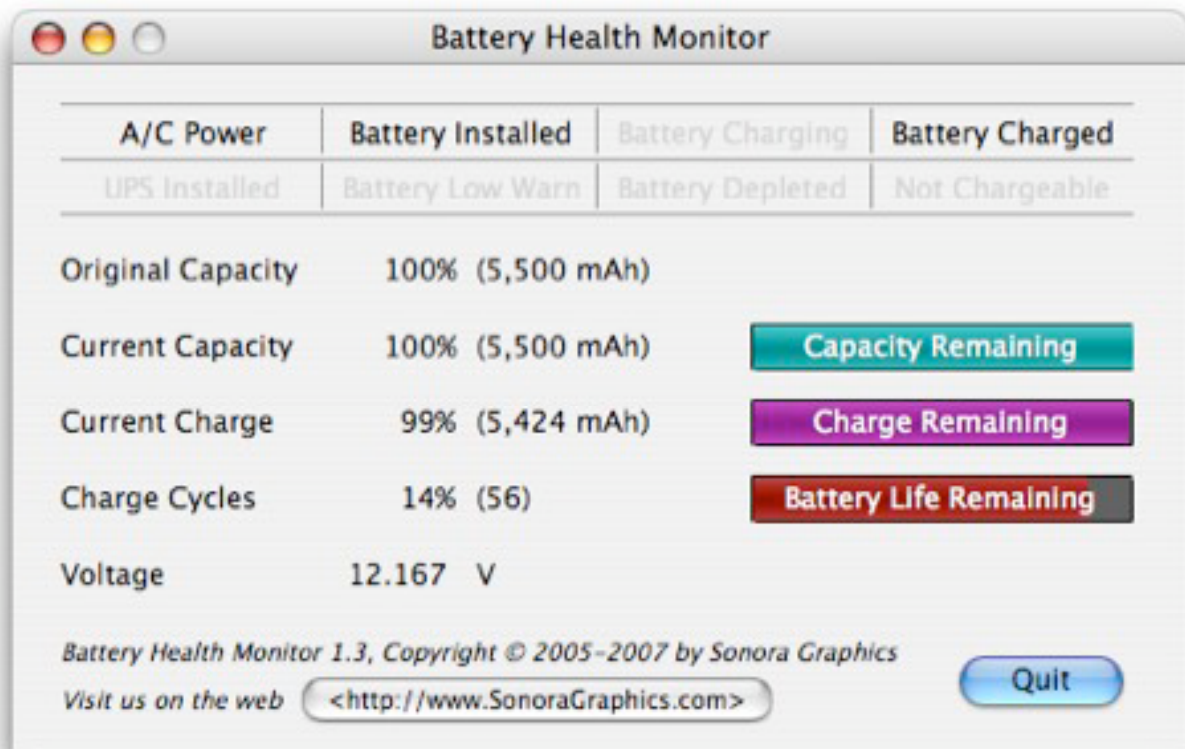 Battery Health Monitor
A/C Power Battery Installed Battery Charging Battery Charged
UPS Installed Battery Low Warn Battery Depleted Not Chargeable
Original Capacity 100% (5,500 mAh)
Current Capacity 100% (5,500 mAh) Capacity Remaining
Current Charge 99% (5,424 mAh) Charge Remaining
Charge Cycles 14% (56) Battery Life Remaining
Voltage 12.167 V
Battery Health Monitor 1.3, Copyright © 2005-2007 by Sonora Graphics
Visit us on the web <http://www.SonoraGraphics.com> Quit